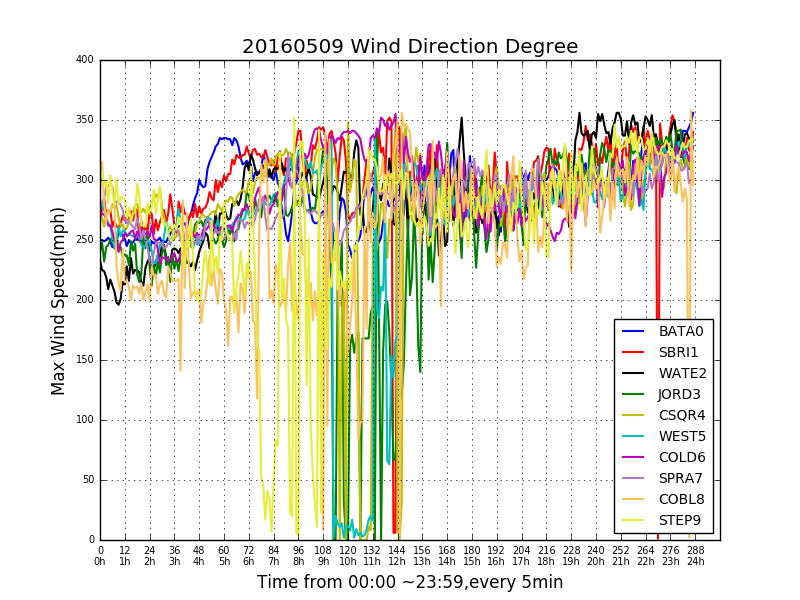 20160509 Wind Direction Degree
400
350
300
250
200
150
100
50
0
Max Wind Speed(mph)
BATA0
SBRI1
WATE2
JORD3
CSQR4
WEST5
COLD6
SPRA7
COBL8
STEP9
0 12 24 36 48 60 72 84 96 108 120 132 144 156 168 180 192 204 216 228 240 252 264 276 288
0h 1h 2h 3h 4h 5h 6h 7h 8h 9h 10h 11h 12h 13h 14h 15h 16h 17h 18h 19h 20h 21h 22h 23h 24h
Time from 00:00 ~23:59,every 5min